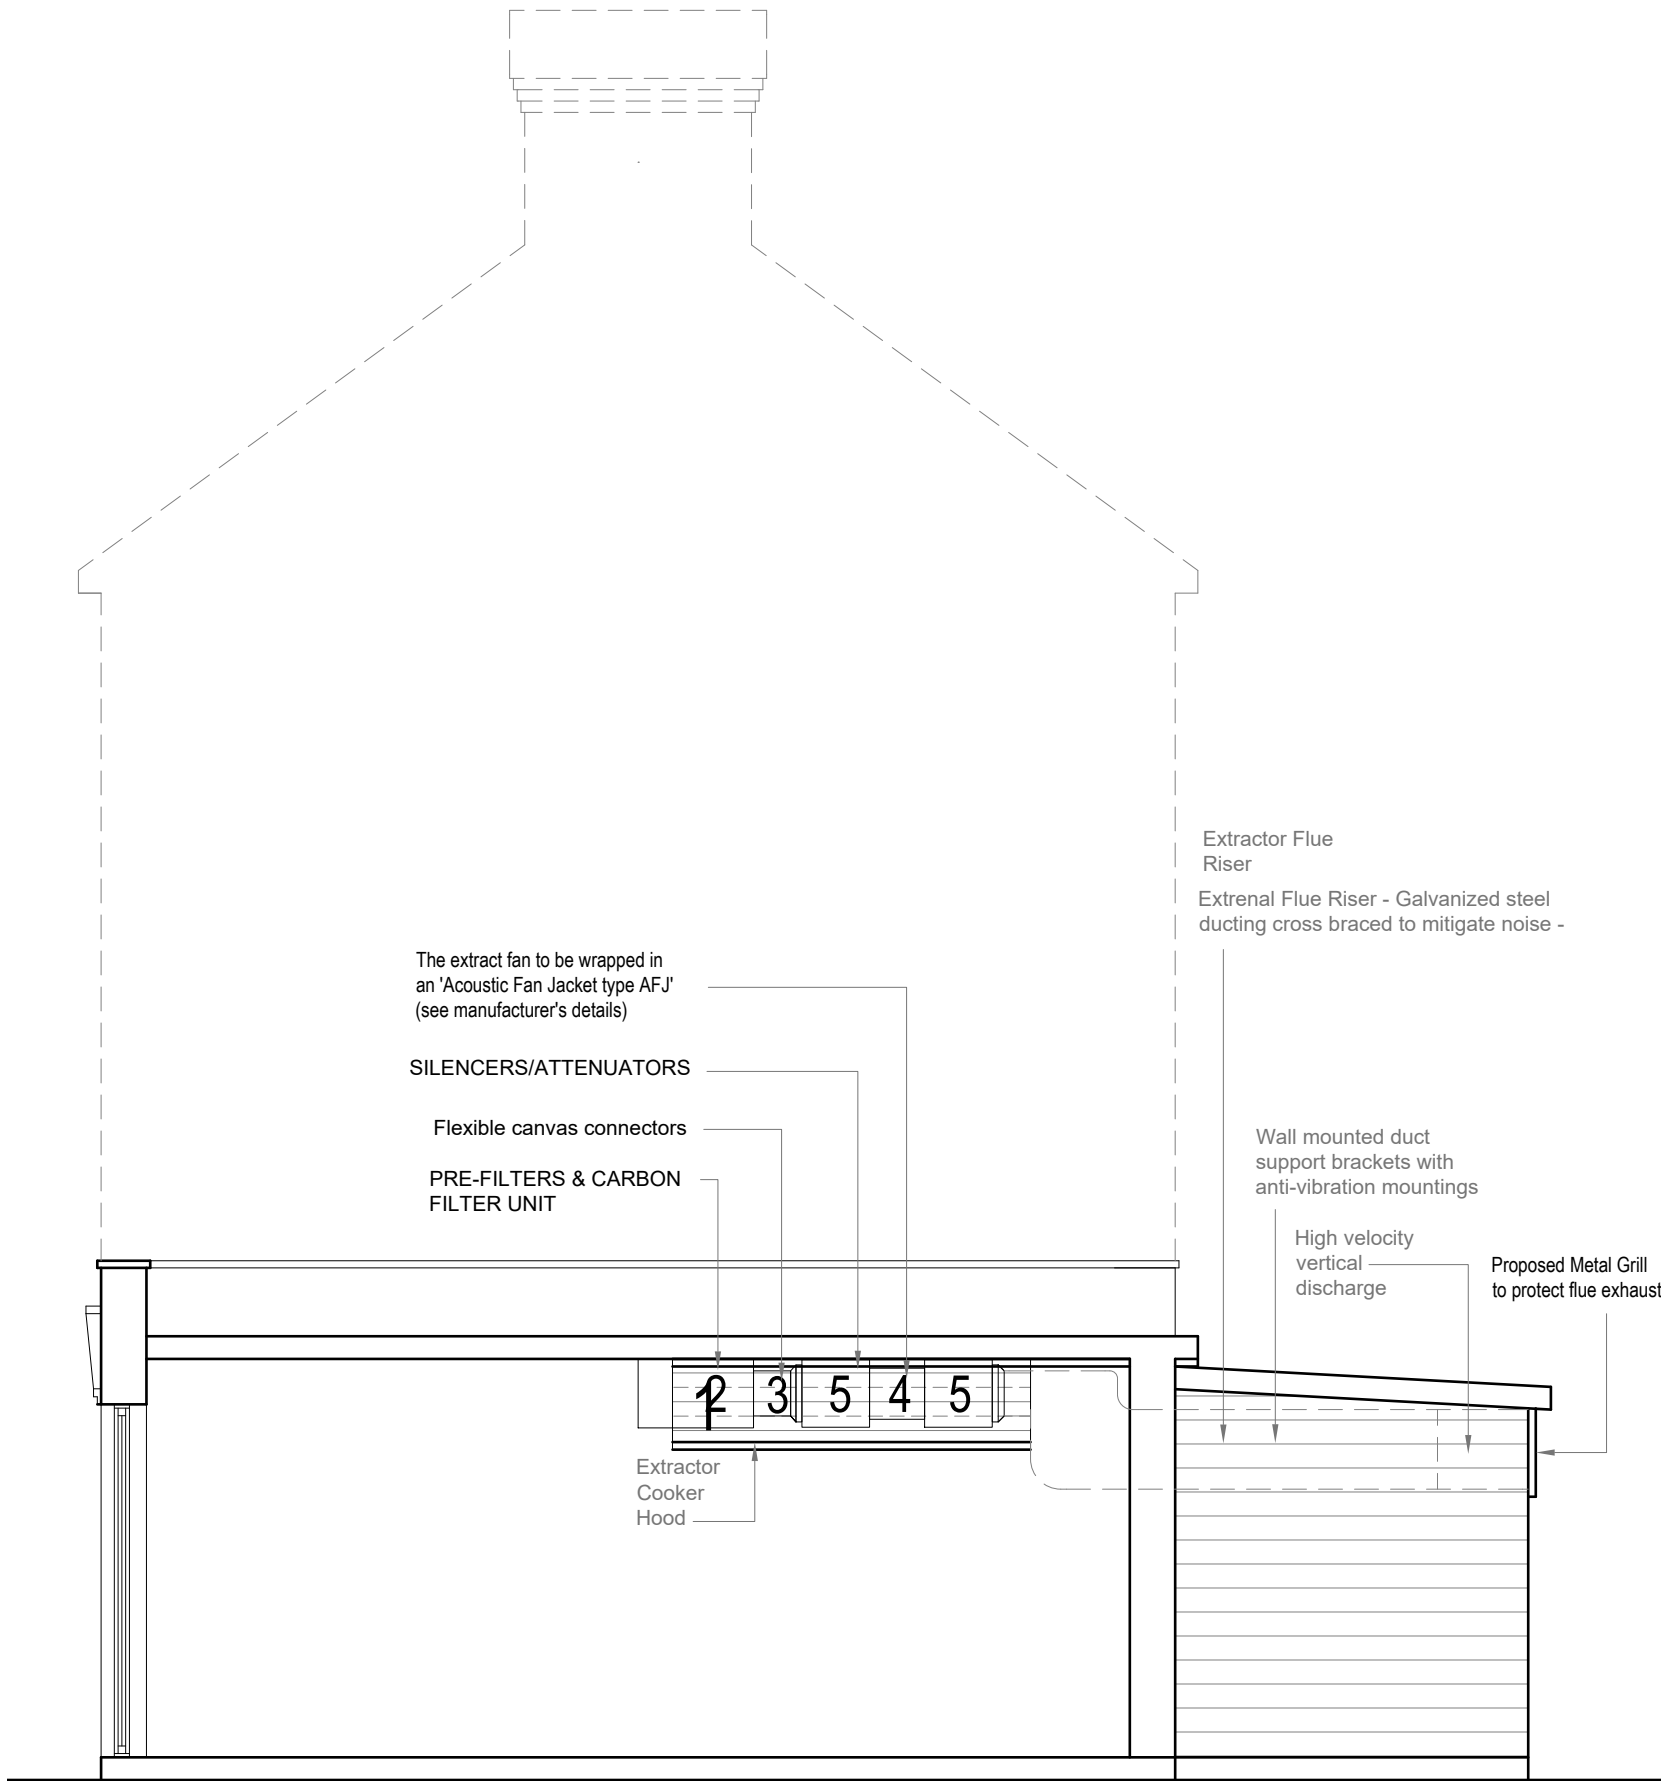 Extractor Flue
Riser
Extrenal Flue Riser - Galvanized steel
ducting cross braced to mitigate noise -
The extract fan to be wrapped in
an 'Acoustic Fan Jacket type AFJ'
(see manufacturer's details)
SILENCERS/ATTENUATORS
Flexible canvas connectors
PRE-FILTERS & CARBON
FILTER UNIT
Wall mounted duct
support brackets with
anti-vibration mountings
High velocity
vertical
discharge
Proposed Metal Grill
to protect flue exhaust
1 2 3 5 4 5
Extractor
Cooker
Hood